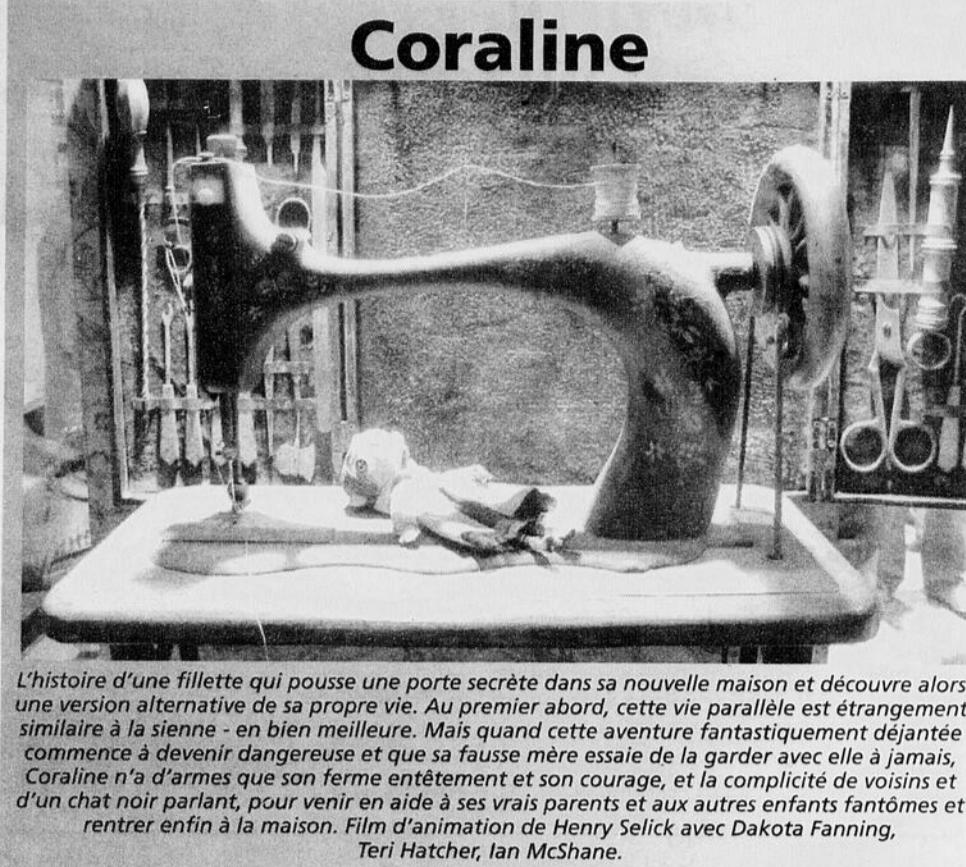 Coraline
L'histoire d'une fillette qui pousse une porte secrète dans sa nouvelle maison et découvre alors
une version alternative de sa propre vie. Au premier abord, cette vie parallèle est étrangement
similaire à la sienne - en bien meilleure. Mais quand cette aventure fantastiquement déjantée
commence à devenir dangereuse et que sa fausse mère essaie de la garder avec elle à jamais,
Coraline n'a d'armes que son ferme entêtement et son courage, et la complicité de voisins et
d'un chat noir parlant, pour venir en aide à ses vrais parents et aux autres enfants fantômes et
rentrer enfin à la maison. Film d'animation de Henry Selick avec Dakota Fanning,
Teri Hatcher, Ian McShane.